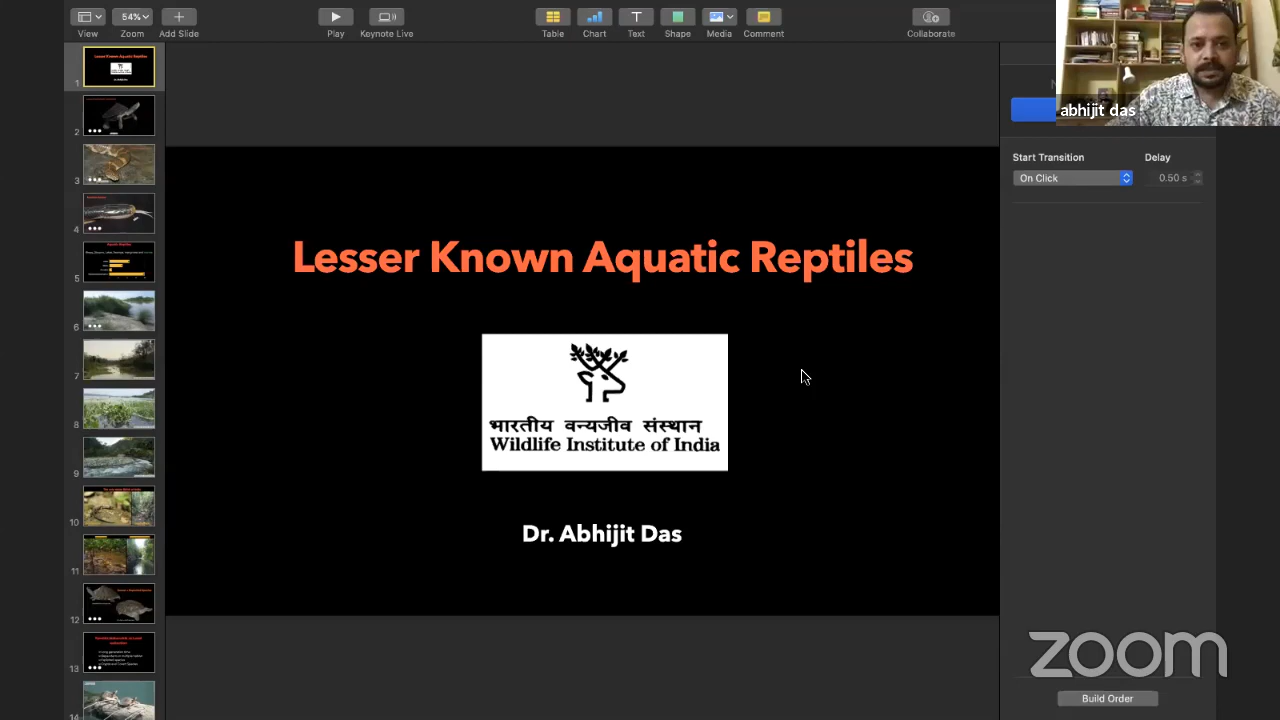 View
54%
Zoom
Add Slide
Play
Keynote Live
Table
Chart
Text
Shape
Media
Comment
Collaborate
abhijit das
Start Transition
Delay
On Click
0.50 s
1
2
3
4
5
6
7
8
9
10
11
12
13
14
Lesser Known Aquatic Reptiles
भारतीय वन्यजीव संस्थान
Wildlife Institute of India
Dr. Abhijit Das
zoom
Build Order